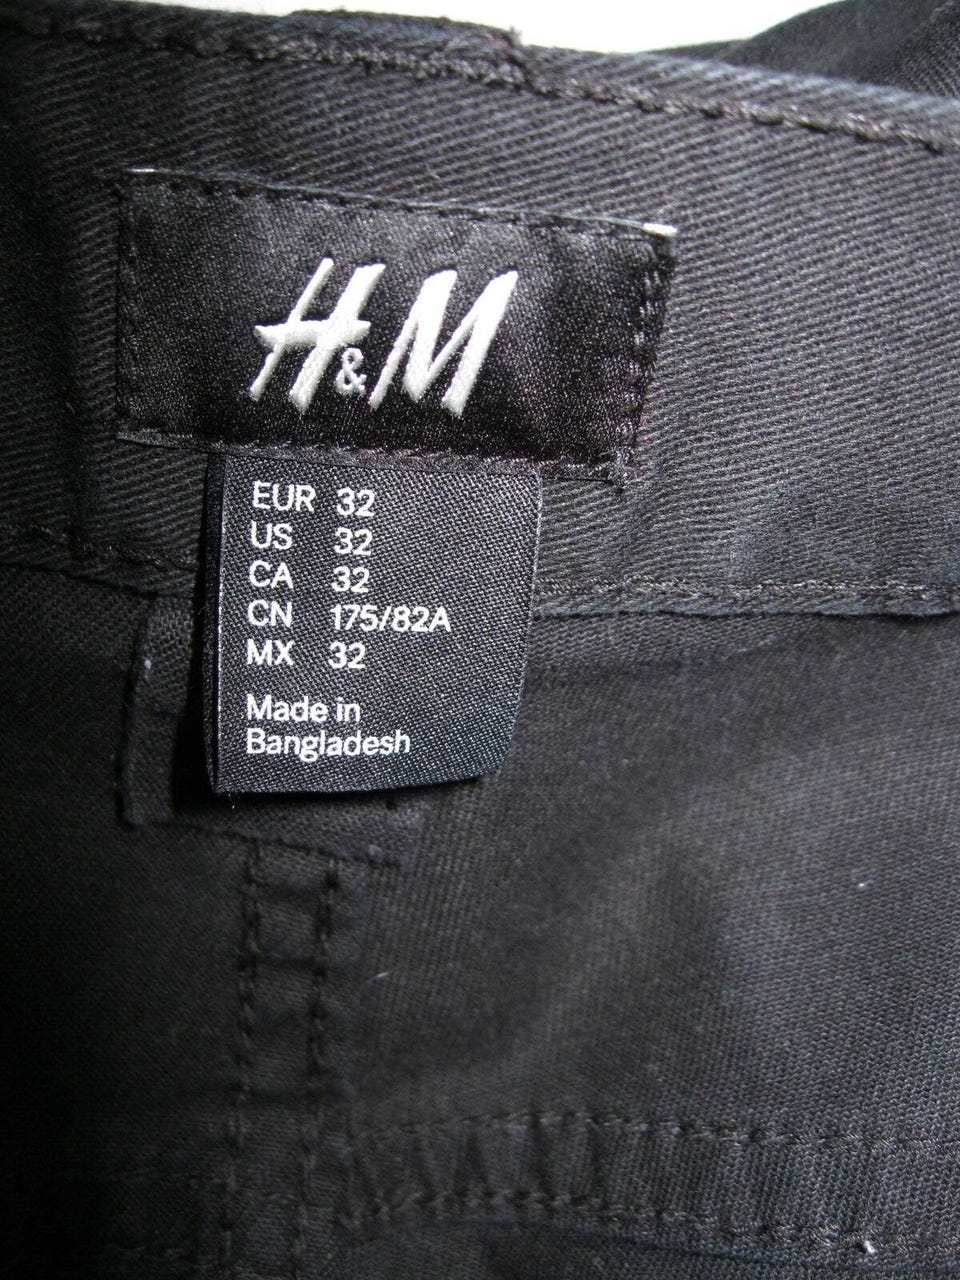 H&M
EUR 32
US 32
CA 32
CN 175/82A
MX 32
Made in
Bangladesh